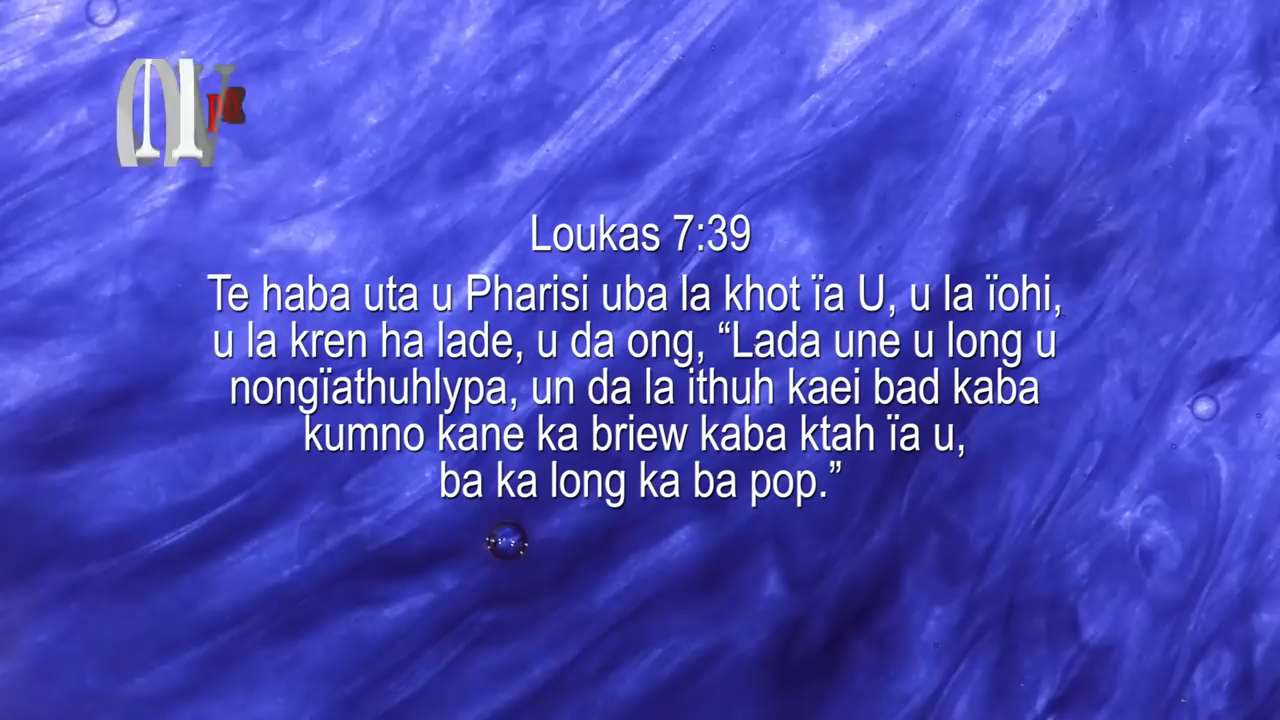 Loukas 7:39
Te haba uta u Pharisi uba la khot ïa U, u la ïohi,
u la kren ha lade, u da ong, “Lada une u long u
nongïathuhlypa, un da la ithuh kaei bad kaba
kumno kane ka briew kaba ktah ïa u,
ba ka long ka ba pop.”